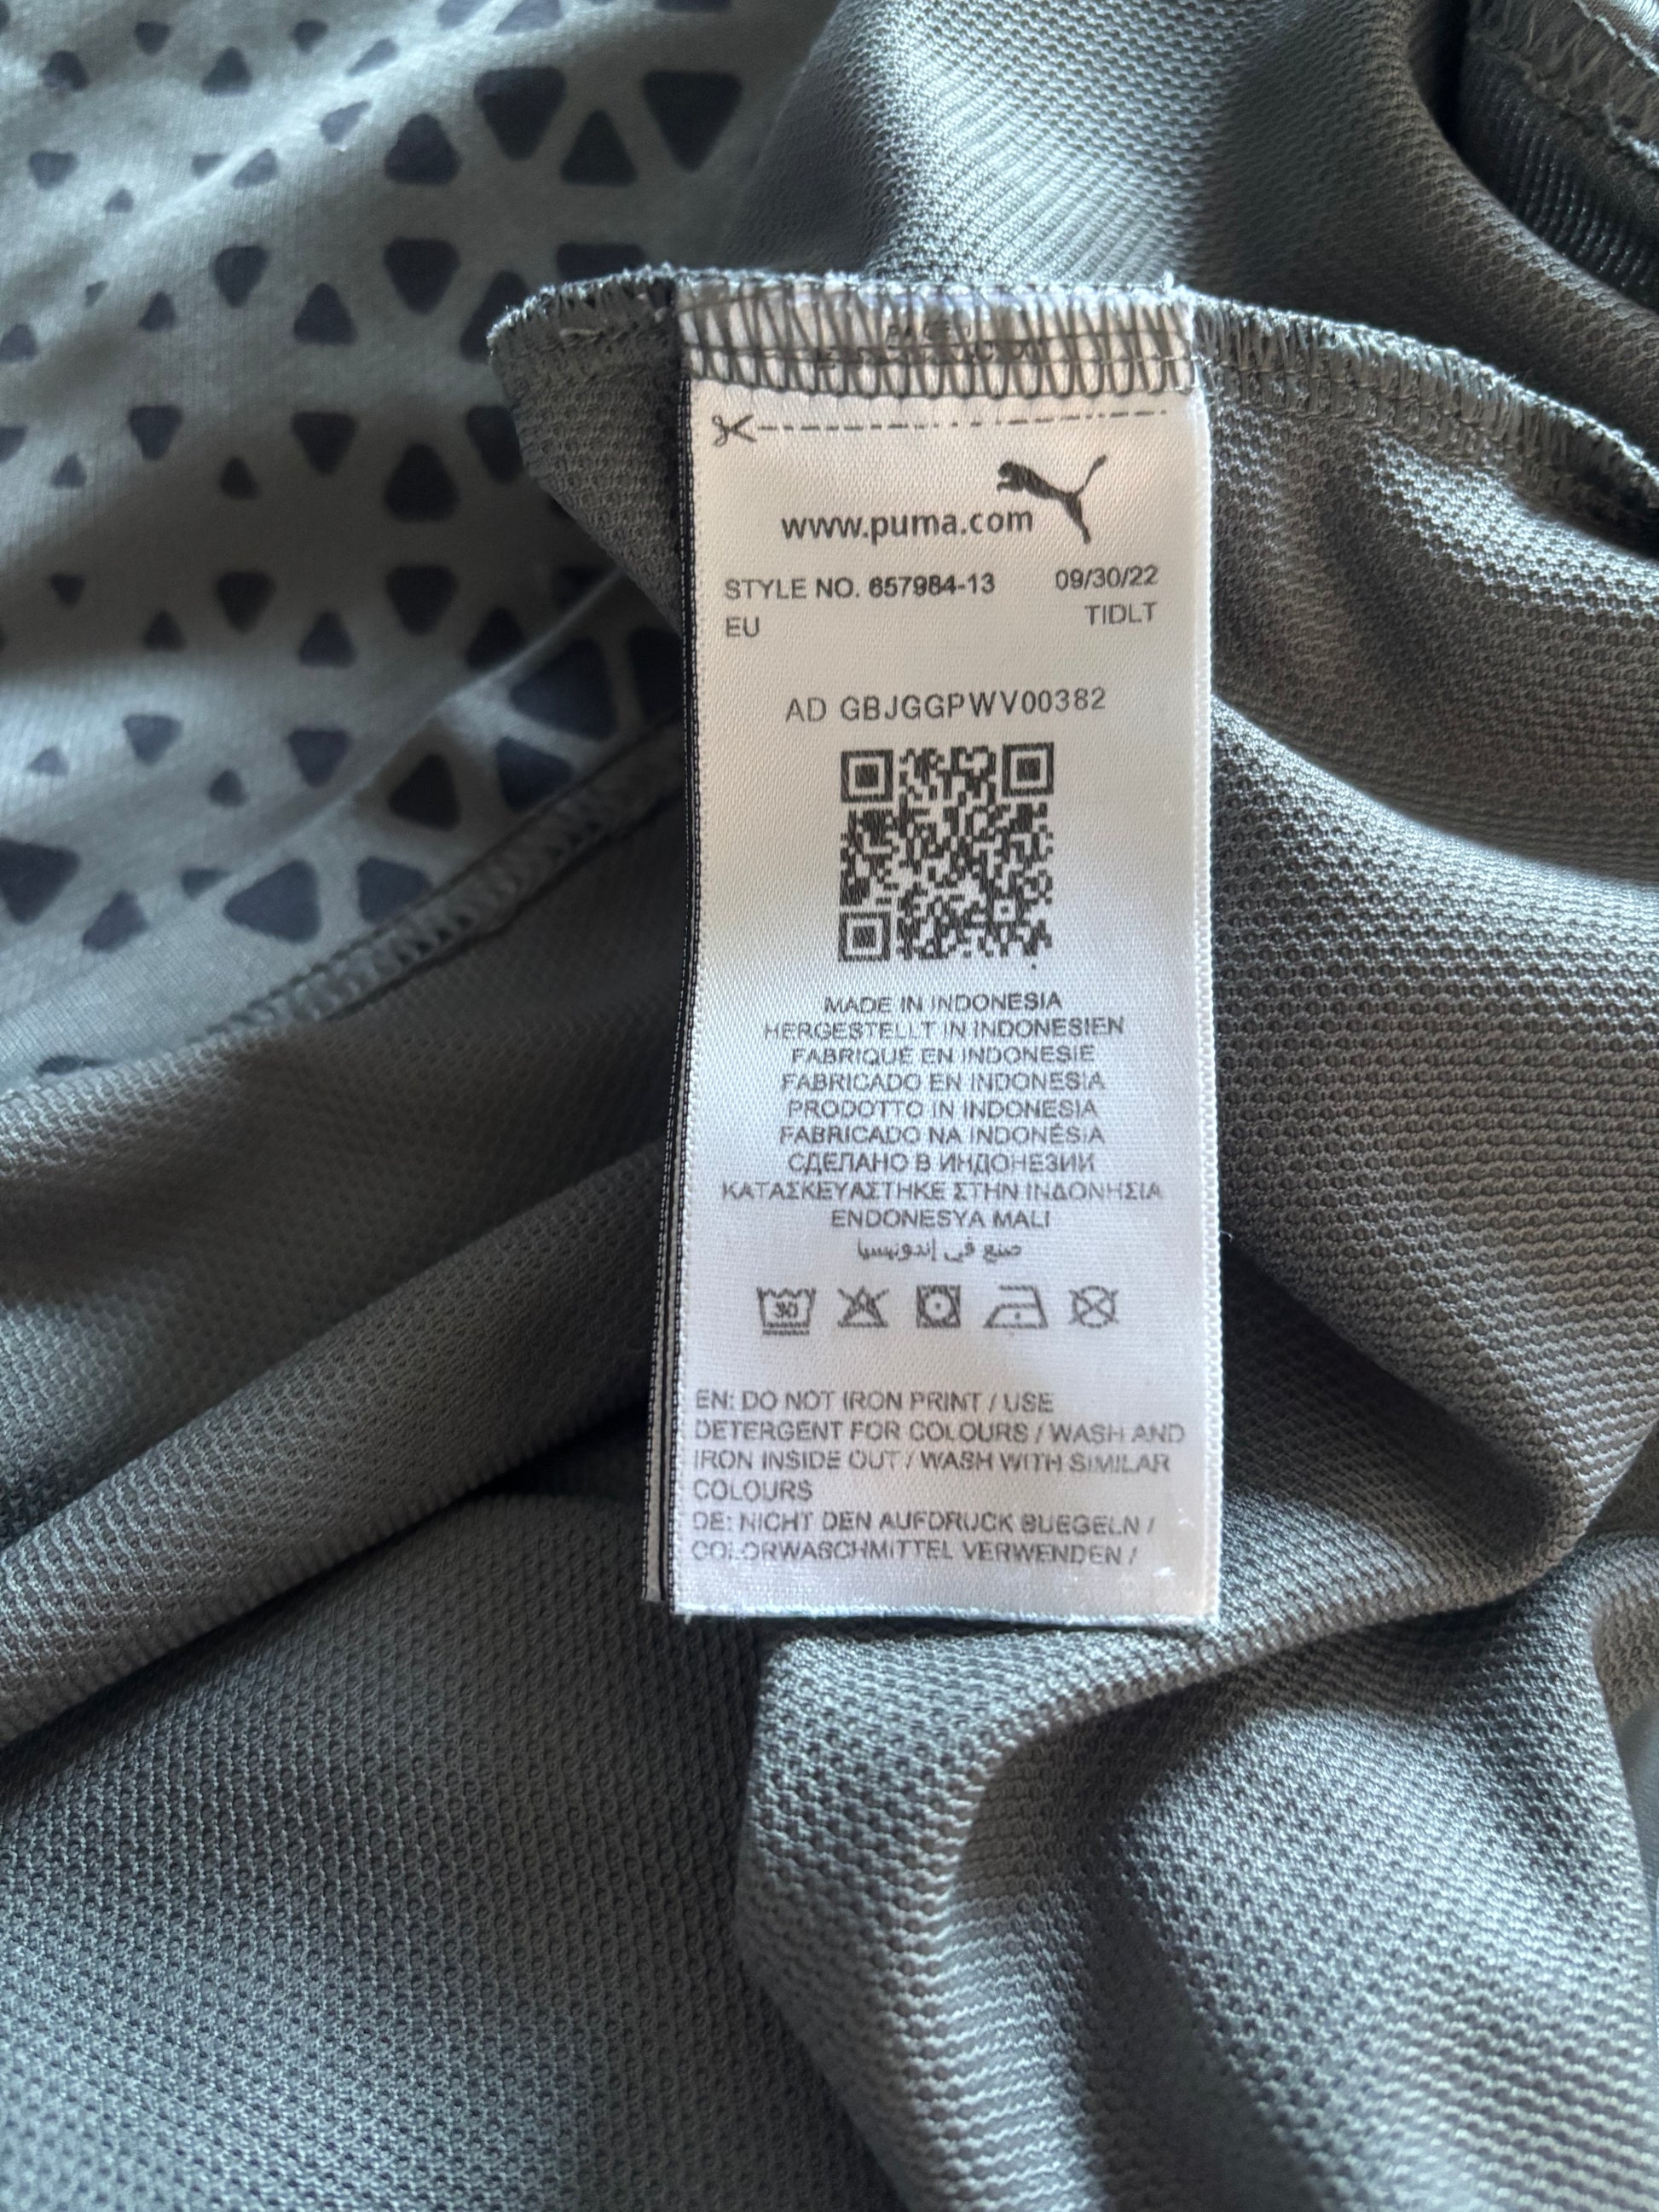 www.puma.com
STYLE NO. 657984-13 09/30/22
EU TIDLT
AD GBJGGPWV00382
MADE IN INDONESIA
HERGESTELLT IN INDONESIEN
FABRIQUÉ EN INDONESIE
FABRICADO EN INDONESIA
PRODOTTO IN INDONESIA
FABRICADO NA INDONÉSIA
СДЕЛАНО В ИНДОНЕЗИИ
ΚΑΤΑΣΚΕΥΑΣΤΗΚΕ ΣΤΗΝ ΙΝΔΟΝΗΣΙΑ
ENDONESYA MALI
صنع في إندونيسيا
30
EN: DO NOT IRON PRINT / USE
DETERGENT FOR COLOURS / WASH AND
IRON INSIDE OUT / WASH WITH SIMILAR
COLOURS
DE: NICHT DEN AUFDRUCK BUEGELN /
COLORWASCHMITTEL VERWENDEN /